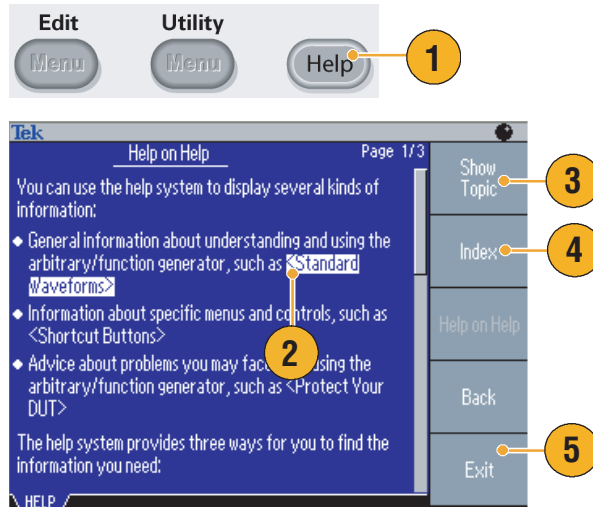 Edit Utility
Menu Menu Help 1
Tek
Help on Help Page 1/3
You can use the help system to display several kinds of
information:
◆ General information about understanding and using the
arbitrary/function generator, such as <Standard
Waveforms>
◆ Information about specific menus and controls, such as
<Shortcut Buttons>
◆ Advice about problems you may fac using the
arbitrary/function generator, such as <Protect Your
DUT>
The help system provides three ways for you to find the
information you need:
HELP
2
Show
Topic
3
Index
4
Help on Help
Back
Exit
5